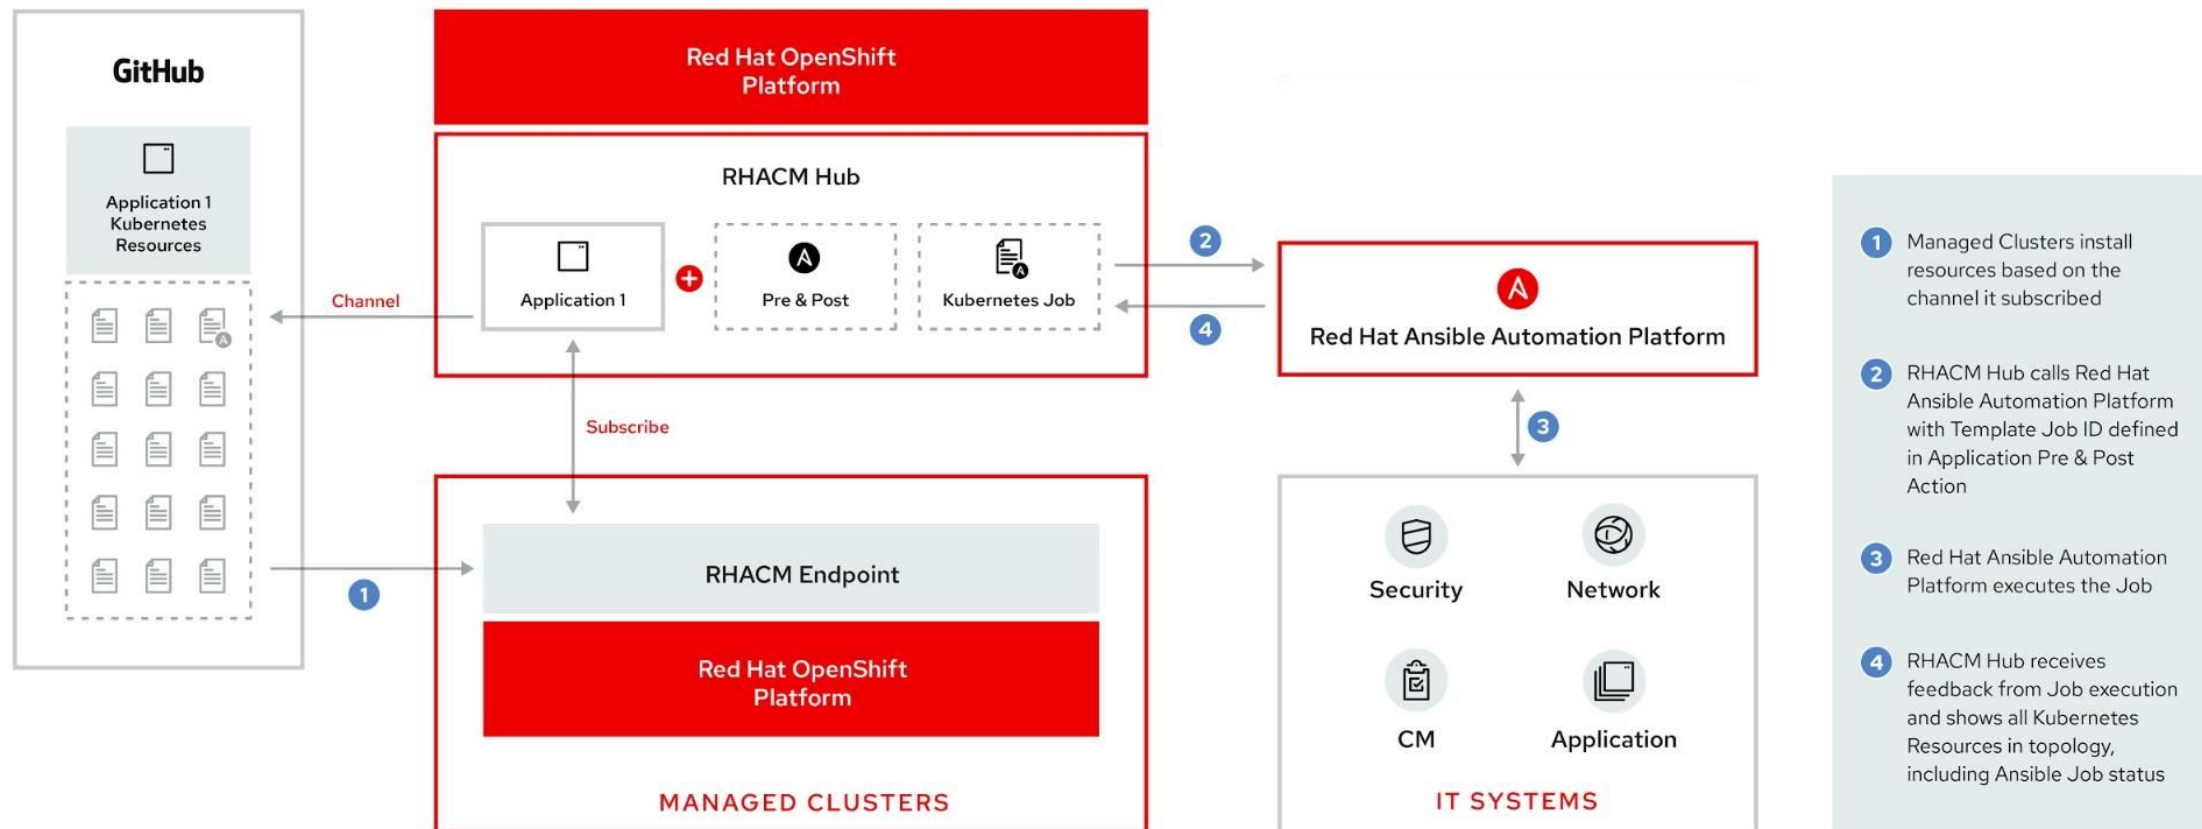 GitHub
Application 1
Kubernetes
Resources
Red Hat OpenShift
Platform
RHACM Hub
Application 1
Pre & Post
Kubernetes Job
Channel
Subscribe
1
RHACM Endpoint
Red Hat OpenShift
Platform
MANAGED CLUSTERS
2
4
Red Hat Ansible Automation Platform
3
Security
Network
CM
Application
IT SYSTEMS
1 Managed Clusters install
resources based on the
channel it subscribed
2 RHACM Hub calls Red Hat
Ansible Automation Platform
with Template Job ID defined
in Application Pre & Post
Action
3 Red Hat Ansible Automation
Platform executes the Job
4 RHACM Hub receives
feedback from Job execution
and shows all Kubernetes
Resources in topology,
including Ansible Job status